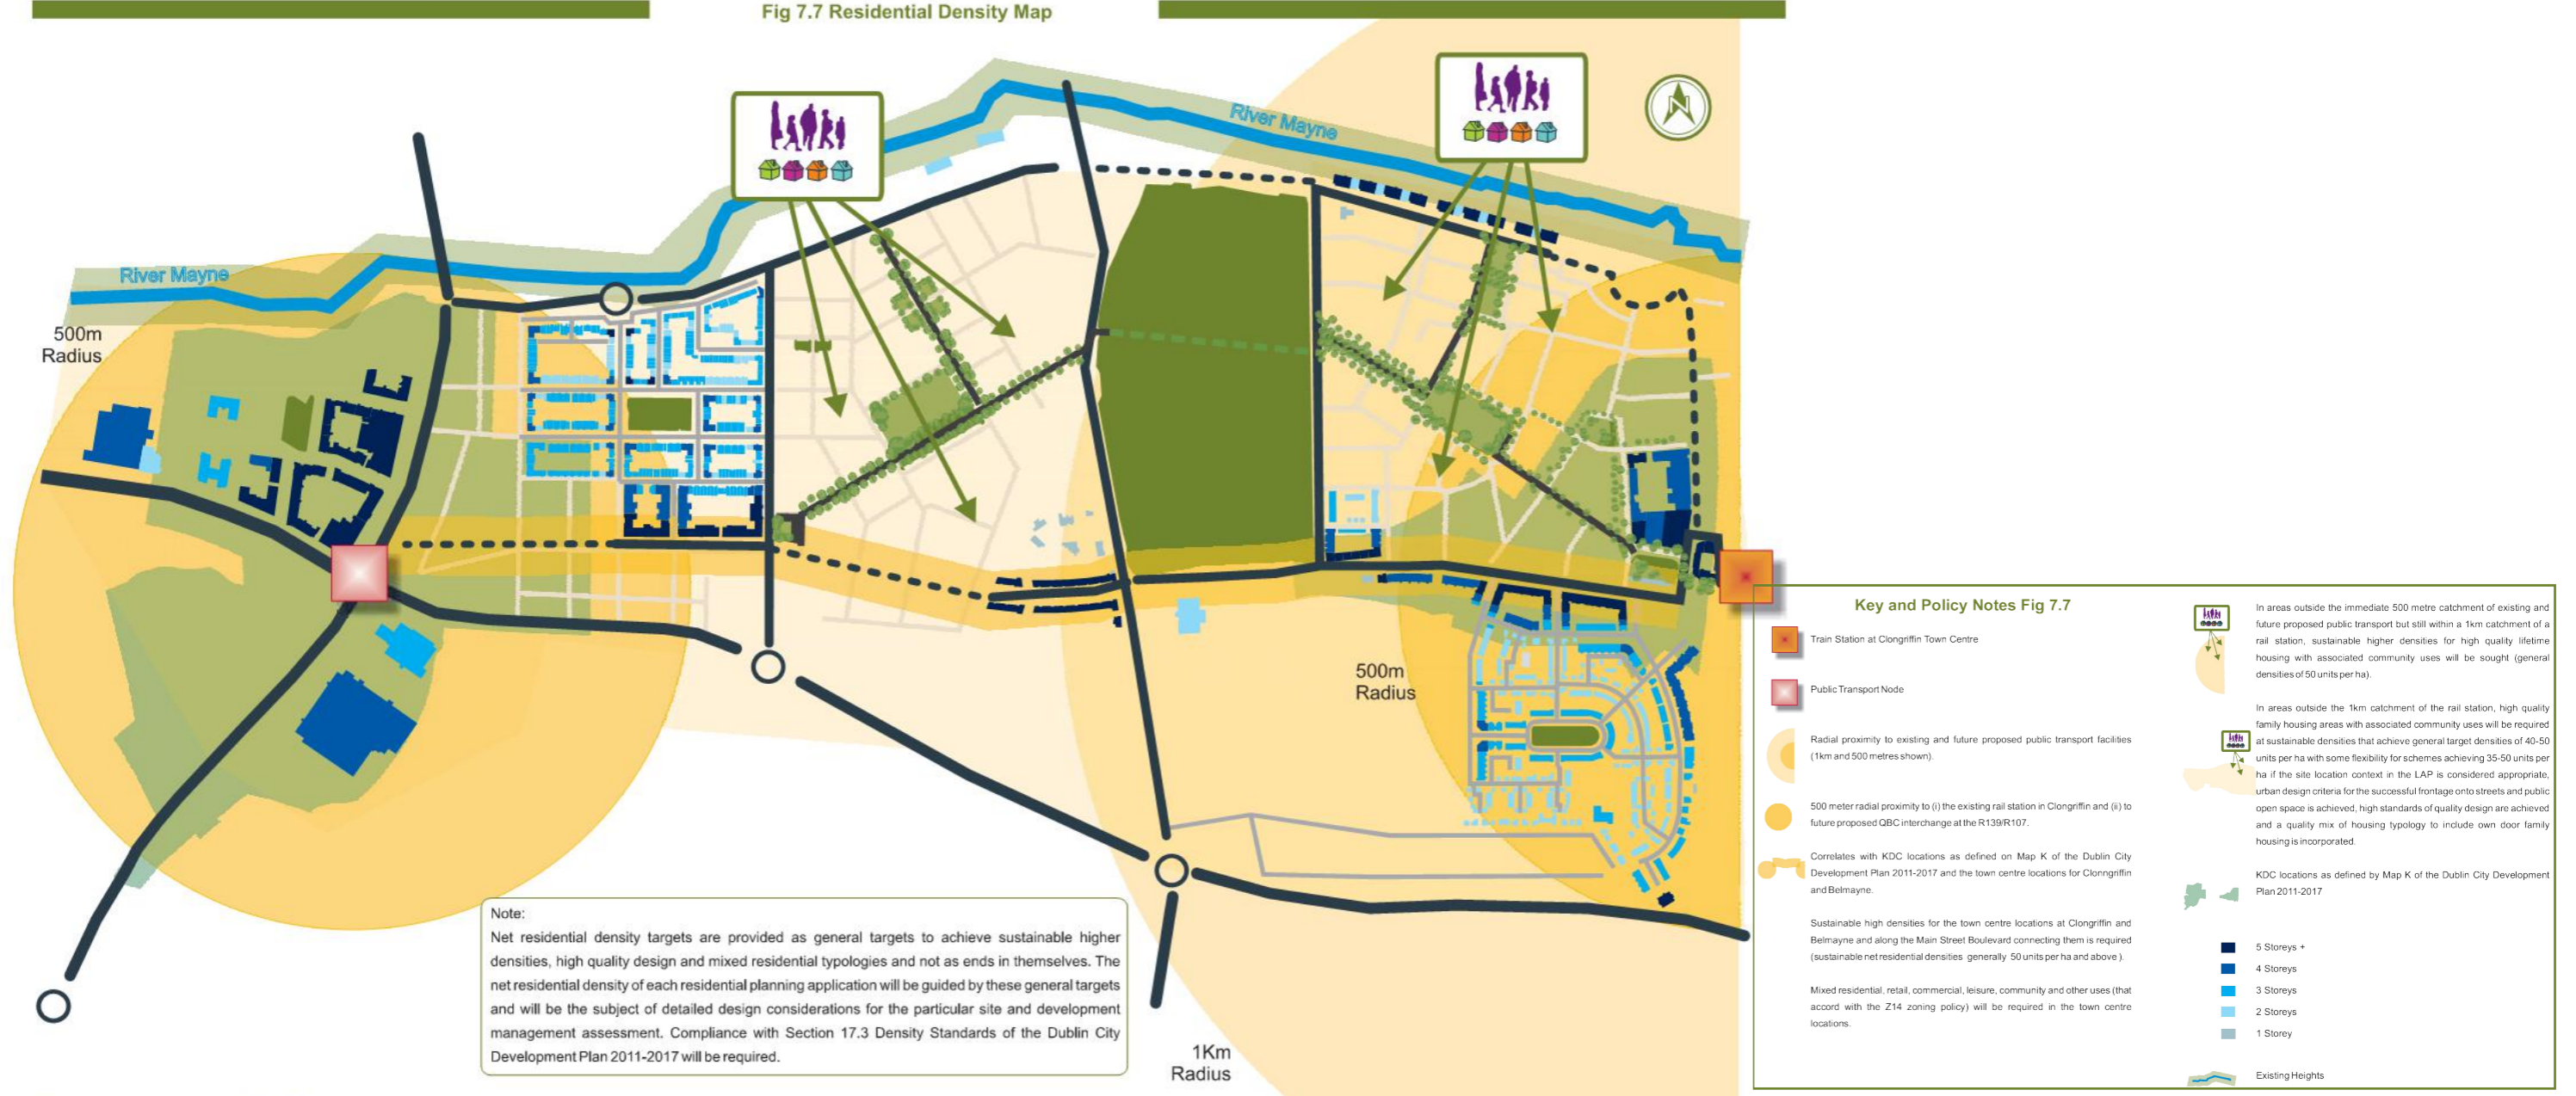 Fig 7.7 Residential Density Map
River Mayne
River Mayne
500m
Radius
500m
Radius
1Km
Radius
Note:
Net residential density targets are provided as general targets to achieve sustainable higher
densities, high quality design and mixed residential typologies and not as ends in themselves. The
net residential density of each residential planning application will be guided by these general targets
and will be the subject of detailed design considerations for the particular site and development
management assessment. Compliance with Section 17.3 Density Standards of the Dublin City
Development Plan 2011-2017 will be required.
Key and Policy Notes Fig 7.7
Train Station at Clongriffin Town Centre
Public Transport Node
Radial proximity to existing and future proposed public transport facilities
(1km and 500 metres shown).
500 meter radial proximity to (i) the existing rail station in Clongriffin and (ii) to
future proposed QBC interchange at the R139/R107.
Correlates with KDC locations as defined on Map K of the Dublin City
Development Plan 2011-2017 and the town centre locations for Clonngriffin
and Belmayne.
Sustainable high densities for the town centre locations at Clongriffin and
Belmayne and along the Main Street Boulevard connecting them is required
(sustainable net residential densities generally 50 units per ha and above ).
Mixed residential, retail, commercial, leisure, community and other uses (that
accord with the Z14 zoning policy) will be required in the town centre
locations.
In areas outside the immediate 500 metre catchment of existing and
future proposed public transport but still within a 1km catchment of a
rail station, sustainable higher densities for high quality lifetime
housing with associated community uses will be sought (general
densities of 50 units per ha).
In areas outside the 1km catchment of the rail station, high quality
family housing areas with associated community uses will be required
at sustainable densities that achieve general target densities of 40-50
units per ha with some flexibility for schemes achieving 35-50 units per
ha if the site location context in the LAP is considered appropriate,
urban design criteria for the successful frontage onto streets and public
open space is achieved, high standards of quality design are achieved
and a quality mix of housing typology to include own door family
housing is incorporated.
KDC locations as defined by Map K of the Dublin City Development
Plan 2011-2017
5 Storeys +
4 Storeys
3 Storeys
2 Storeys
1 Storey
Existing Heights
N